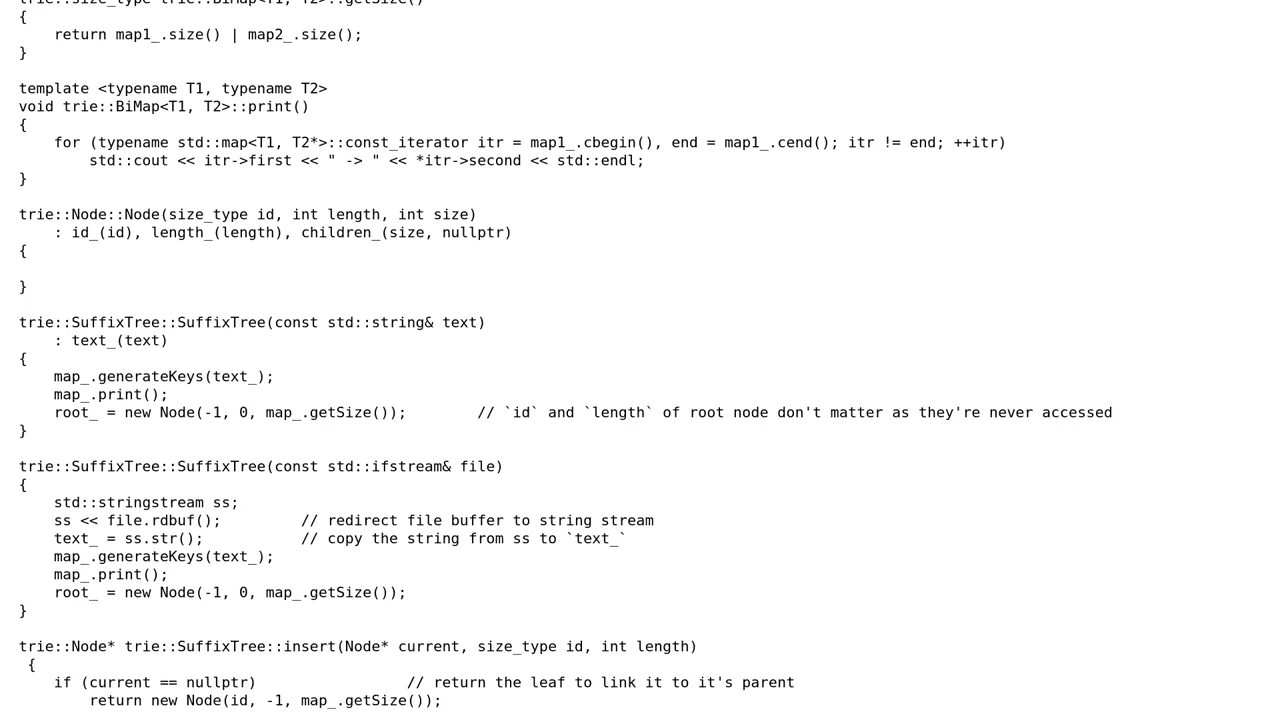 trie::size_type trie::BiMap<T1, T2>::getSize()
{
    return map1_.size() | map2_.size();
}

template <typename T1, typename T2>
void trie::BiMap<T1, T2>::print()
{
    for (typename std::map<T1, T2*>::const_iterator itr = map1_.cbegin(), end = map1_.cend(); itr != end; ++itr)
        std::cout << itr->first << " -> " << *itr->second << std::endl;
}

trie::Node::Node(size_type id, int length, int size)
    : id_(id), length_(length), children_(size, nullptr)
{

}

trie::SuffixTree::SuffixTree(const std::string& text)
    : text_(text)
{
    map_.generateKeys(text_);
    map_.print();
    root_ = new Node(-1, 0, map_.getSize());        // `id` and `length` of root node don't matter as they're never accessed
}

trie::SuffixTree::SuffixTree(const std::ifstream& file)
{
    std::stringstream ss;
    ss << file.rdbuf();         // redirect file buffer to string stream
    text_ = ss.str();           // copy the string from ss to `text_`
    map_.generateKeys(text_);
    map_.print();
    root_ = new Node(-1, 0, map_.getSize());
}

trie::Node* trie::SuffixTree::insert(Node* current, size_type id, int length)
 {
    if (current == nullptr)                 // return the leaf to link it to it's parent
        return new Node(id, -1, map_.getSize());